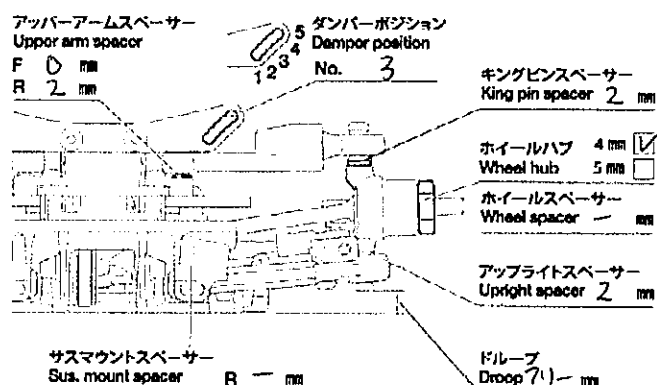 アッパーアームスペーサー
Upper arm spacer
F 0 mm
R 2 mm
5
4
3
2
1
ダンパーポジション
Damper position
No. 3
キングピンスペーサー
King pin spacer 2 mm
ホイールハブ 4 mm ☑
Wheel hub 5 mm ☐
ホイールスペーサー
Wheel spacer ー mm
アップライトスペーサー
Upright spacer 2 mm
サスマウントスペーサー
Sus. mount spacer R ー mm
ドループ
Droop フリー mm